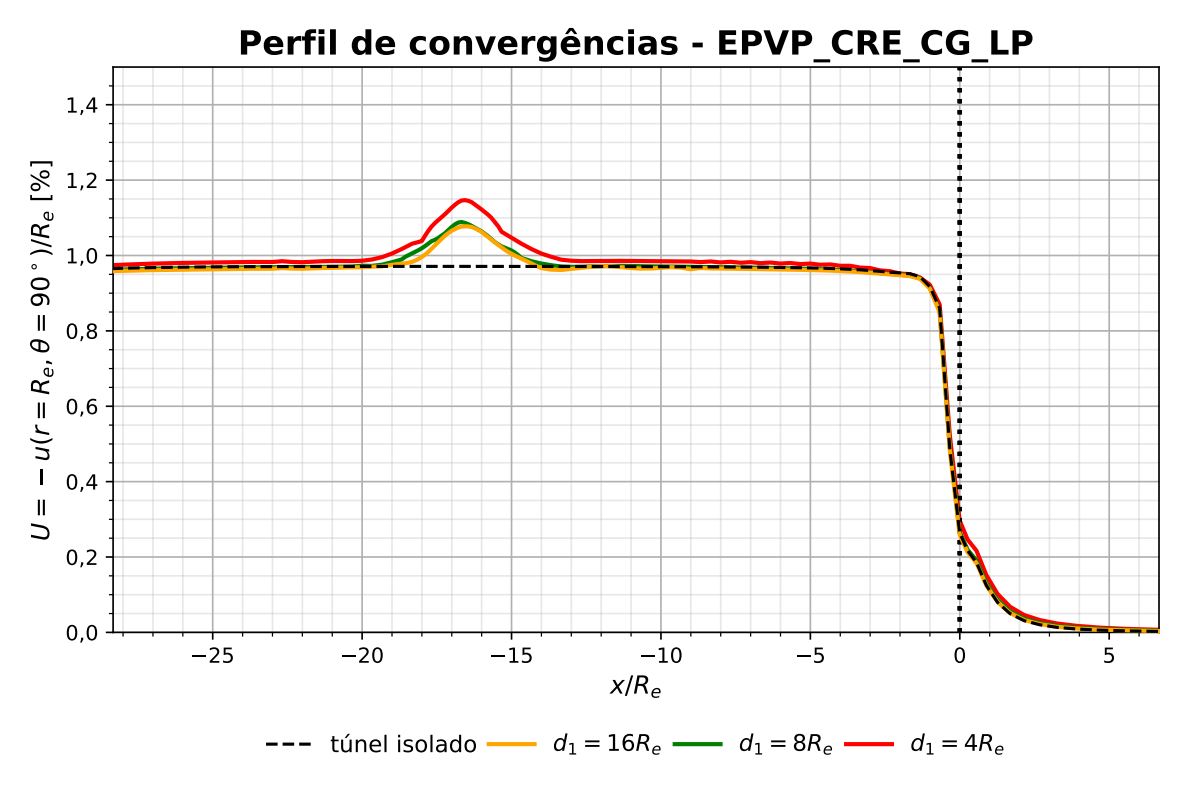 Perfil de convergências - EPVP_CRE_CG_LP
U = − u(r = Rₑ, θ = 90°)/Rₑ [%]
1,4
1,2
1,0
0,8
0,6
0,4
0,2
0,0
−25 −20 −15 −10 −5 0 5
x/Rₑ
túnel isolado d₁ = 16Rₑ d₁ = 8Rₑ d₁ = 4Rₑ